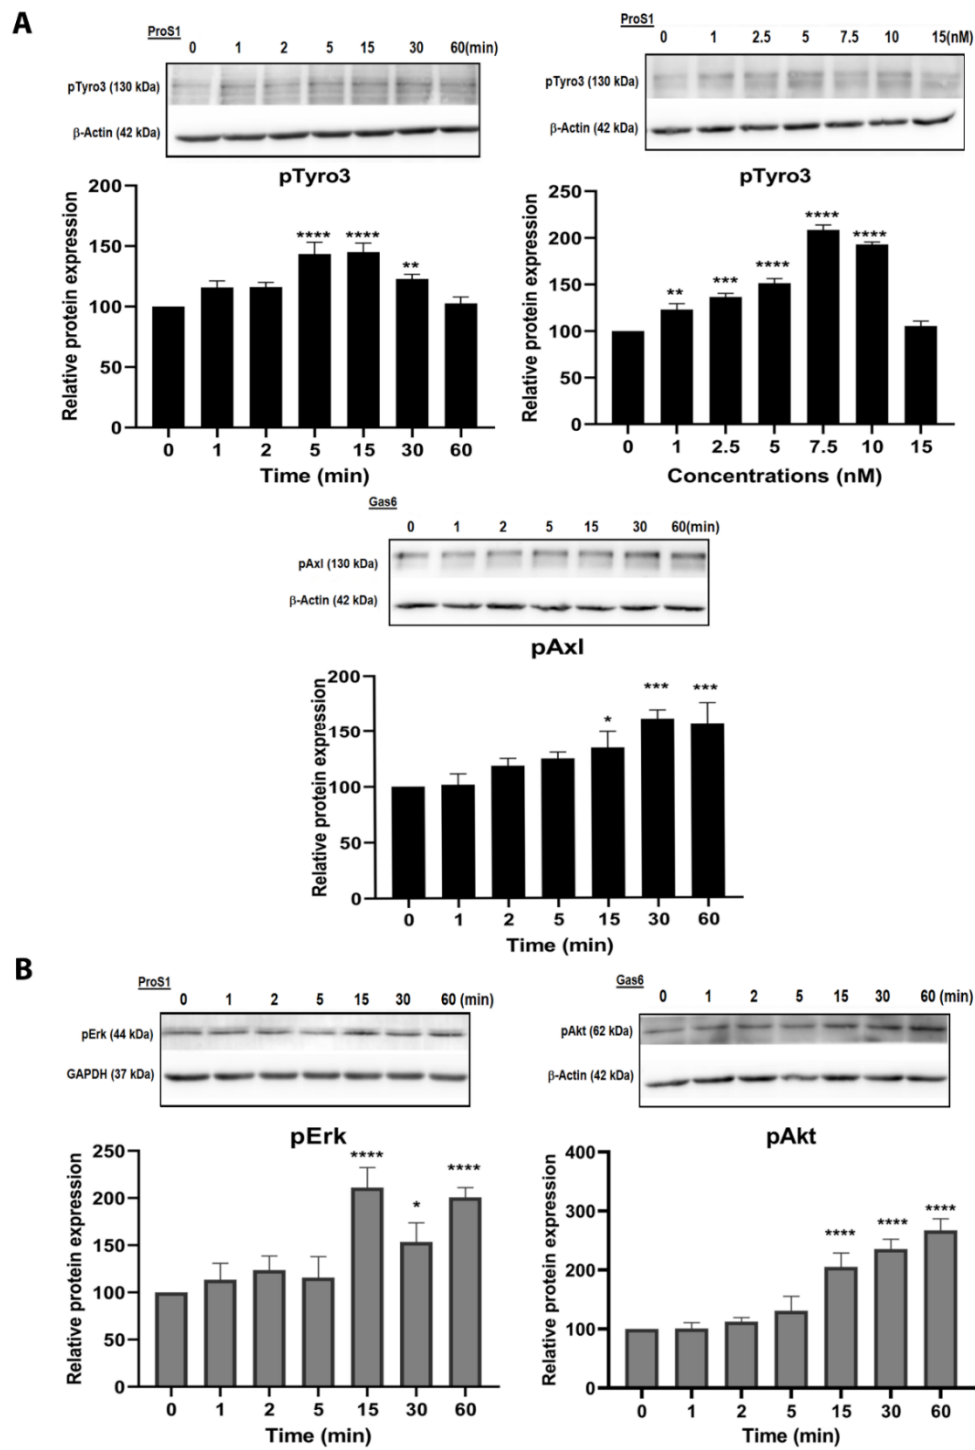 A
ProS1
0 1 2 5 15 30 60(min)
pTyro3 (130 kDa)
β-Actin (42 kDa)
pTyro3
Relative protein expression
200
150
100
50
0
**** **** **
0 1 2 5 15 30 60
Time (min)
ProS1
0 1 2.5 5 7.5 10 15(nM)
pTyro3 (130 kDa)
β-Actin (42 kDa)
pTyro3
Relative protein expression
250
200
150
100
50
0
** *** **** **** ****
0 1 2.5 5 7.5 10 15
Concentrations (nM)
Gas6
0 1 2 5 15 30 60(min)
pAxl (130 kDa)
β-Actin (42 kDa)
pAxl
Relative protein expression
200
150
100
50
0
* *** ***
0 1 2 5 15 30 60
Time (min)
B
ProS1
0 1 2 5 15 30 60 (min)
pErk (44 kDa)
GAPDH (37 kDa)
pErk
Relative protein expression
250
200
150
100
50
0
**** * ****
0 1 2 5 15 30 60
Time (min)
Gas6
0 1 2 5 15 30 60 (min)
pAkt (62 kDa)
β-Actin (42 kDa)
pAkt
Relative protein expression
400
300
200
100
0
**** **** ****
0 1 2 5 15 30 60
Time (min)